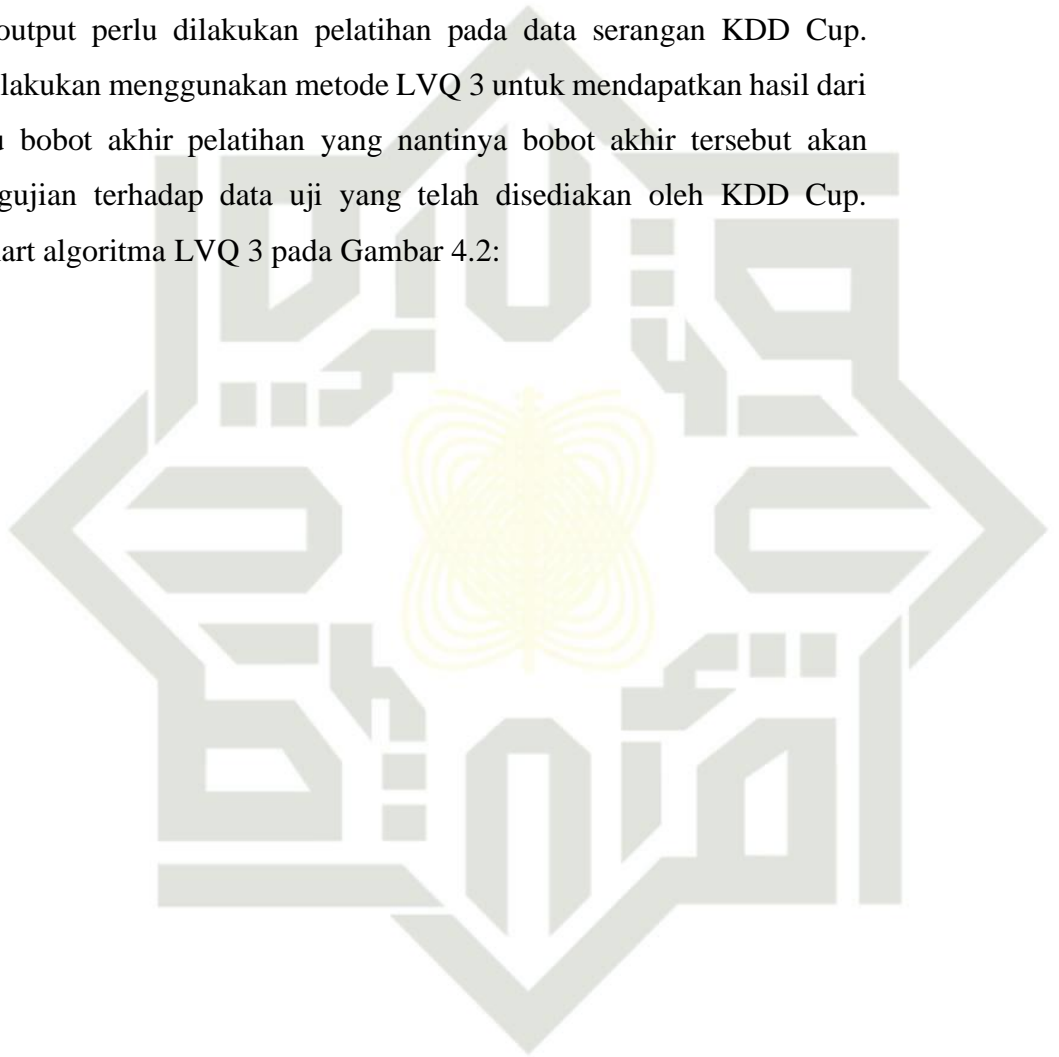 output perlu dilakukan pelatihan pada data serangan KDD Cup.
lakukan menggunakan metode LVQ 3 untuk mendapatkan hasil dari
bobot akhir pelatihan yang nantinya bobot akhir tersebut akan
gujian terhadap data uji yang telah disediakan oleh KDD Cup.
art algoritma LVQ 3 pada Gambar 4.2: